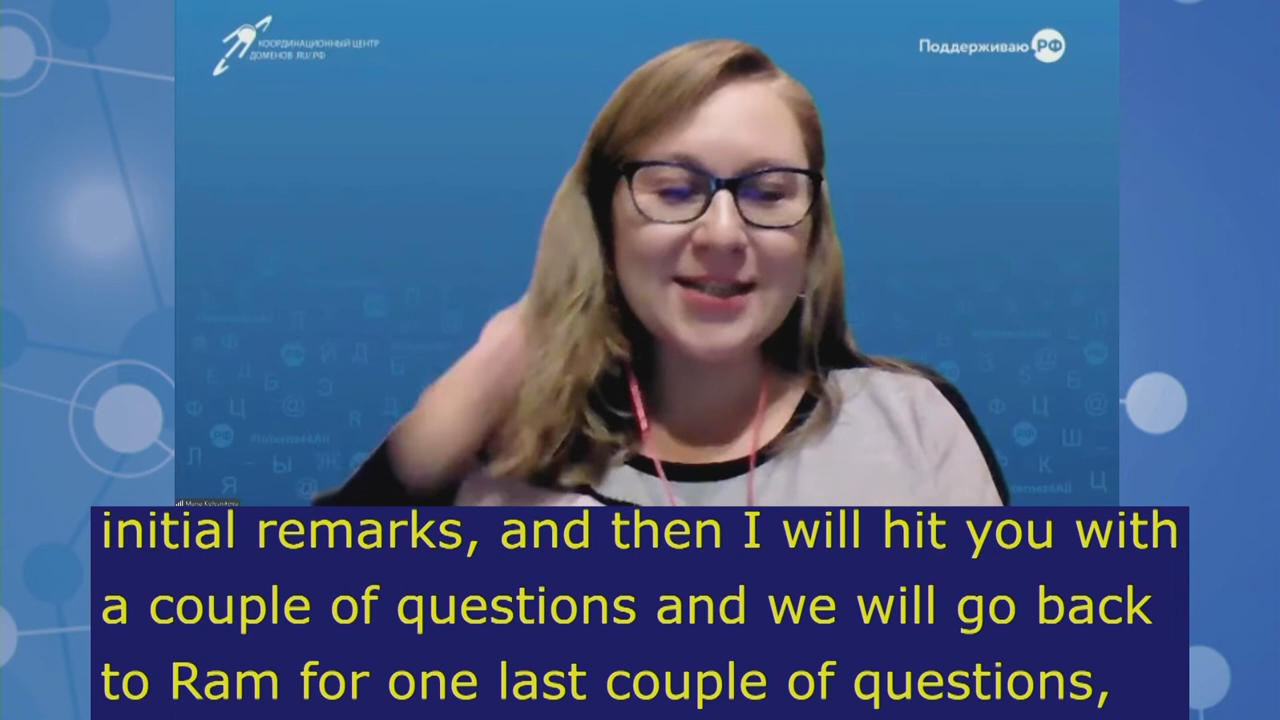 КООРДИНАЦИОННЫЙ ЦЕНТР
ДОМЕНОВ .RU/.РФ
Поддерживаю РФ
initial remarks, and then I will hit you with
a couple of questions and we will go back
to Ram for one last couple of questions,